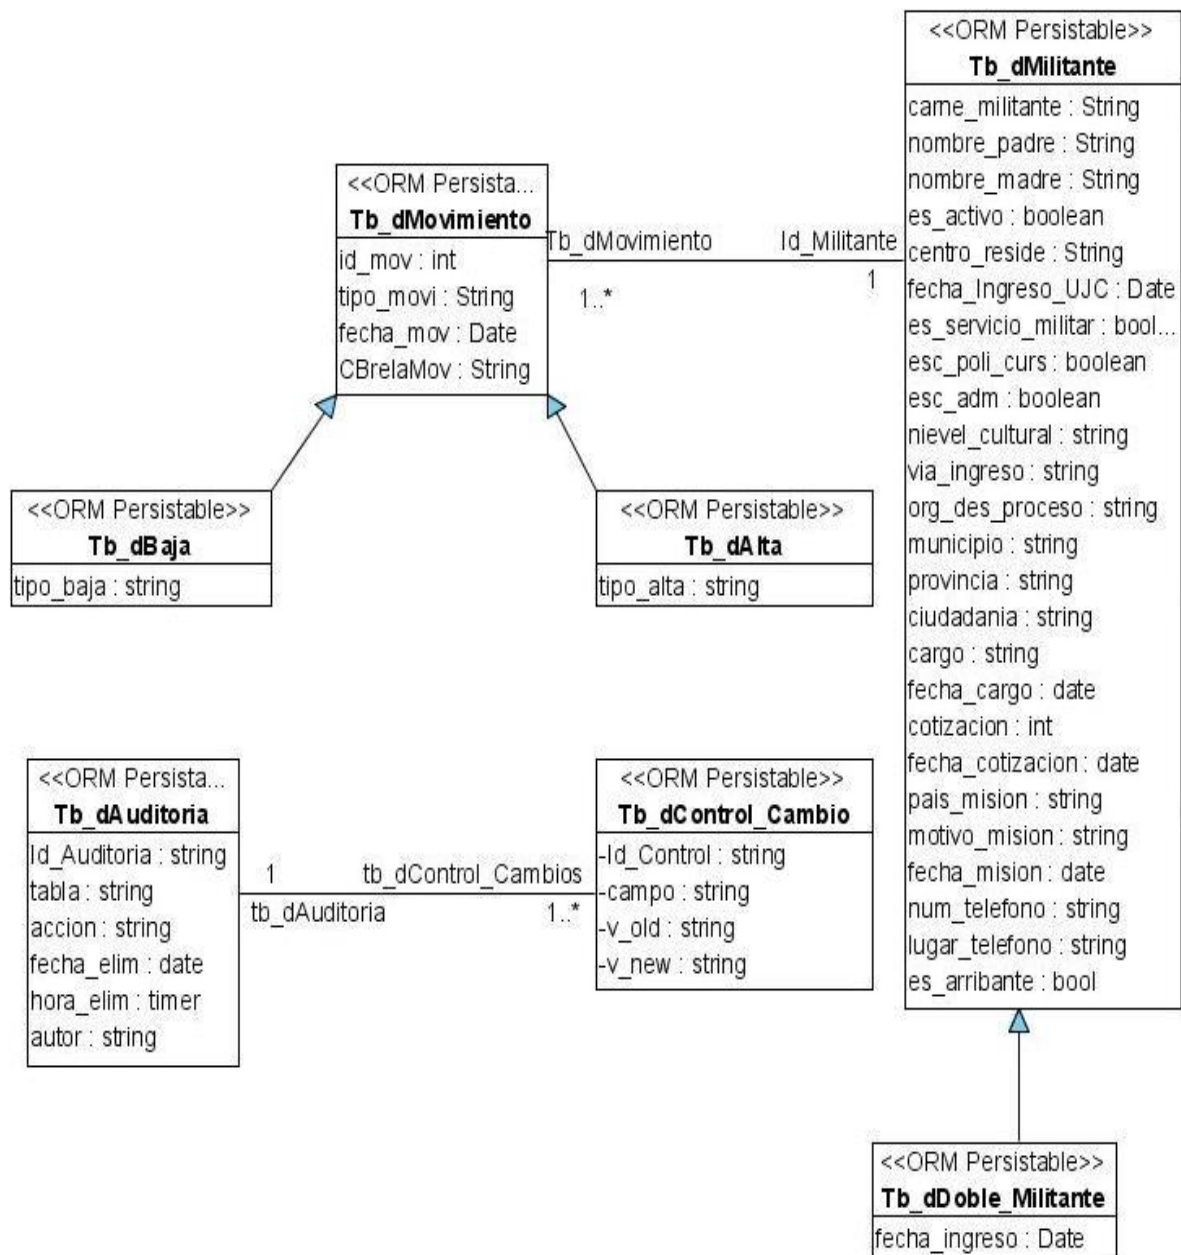 <<ORM Persistable>>
Tb_dMilitante
carne_militante : String
nombre_padre : String
nombre_madre : String
es_activo : boolean
centro_reside : String
fecha_Ingreso_UJC : Date
es_servicio_militar : bool...
esc_poli_curs : boolean
esc_adm : boolean
nievel_cultural : string
via_ingreso : string
org_des_proceso : string
municipio : string
provincia : string
ciudadania : string
cargo : string
fecha_cargo : date
cotizacion : int
fecha_cotizacion : date
pais_mision : string
motivo_mision : string
fecha_mision : date
num_telefono : string
lugar_telefono : string
es_arribante : bool
<<ORM Persista...
Tb_dMovimiento
id_mov : int
tipo_movi : String
fecha_mov : Date
CBrelaMov : String
Tb_dMovimiento
Id_Militante
1..*
1
<<ORM Persistable>>
Tb_dBaja
tipo_baja : string
<<ORM Persistable>>
Tb_dAlta
tipo_alta : string
<<ORM Persista...
Tb_dAuditoria
Id_Auditoria : string
tabla : string
accion : string
fecha_elim : date
hora_elim : timer
autor : string
1
tb_dControl_Cambios
tb_dAuditoria
1..*
<<ORM Persistable>>
Tb_dControl_Cambio
-Id_Control : string
-campo : string
-v_old : string
-v_new : string
<<ORM Persistable>>
Tb_dDoble_Militante
fecha_ingreso : Date